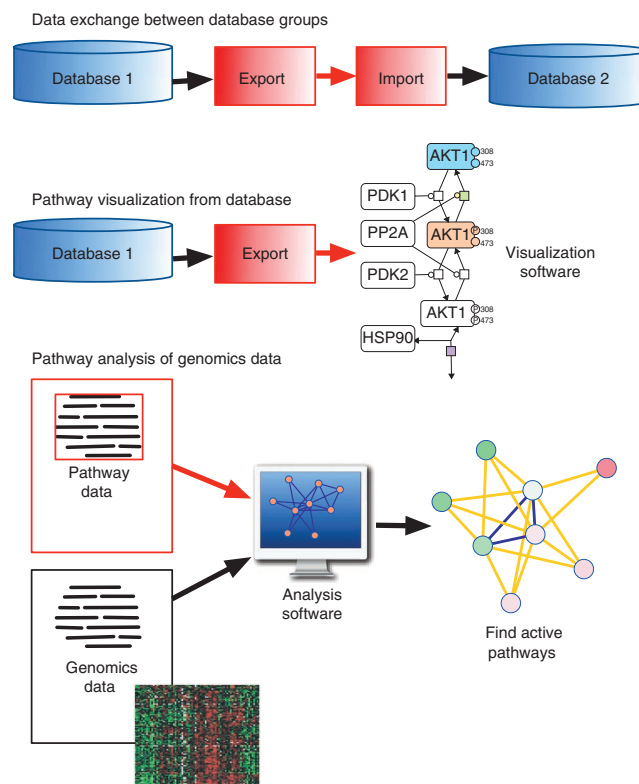 Data exchange between database groups
Database 1
Export
Import
Database 2
Pathway visualization from database
Database 1
Export
AKT1
308
473
PDK1
PP2A
AKT1
P 308
473
PDK2
AKT1
P 308
P 473
HSP90
Visualization
software
Pathway analysis of genomics data
Pathway
data
Genomics
data
Analysis
software
Find active
pathways